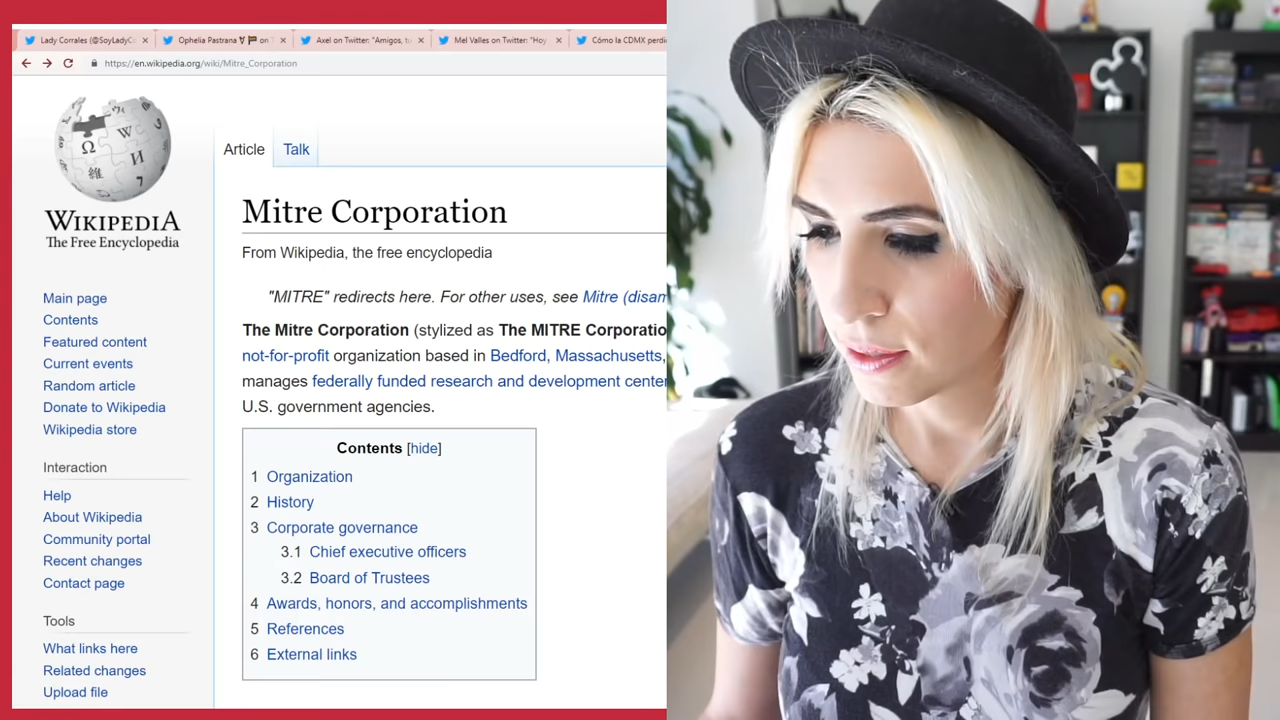 Lady Corrales (@SoyLadyC
Ophelia Pastrana
on
Axel on Twitter: "Amigos,
Mel Valles on Twitter: "Hoy
Cómo la CDMX perdi
https://en.wikipedia.org/wiki/Mitre_Corporation
WIKIPEDIA
The Free Encyclopedia
Main page
Contents
Featured content
Current events
Random article
Donate to Wikipedia
Wikipedia store
Interaction
Help
About Wikipedia
Community portal
Recent changes
Contact page
Tools
What links here
Related changes
Upload file
Article
Talk
Mitre Corporation
From Wikipedia, the free encyclopedia
"MITRE" redirects here. For other uses, see Mitre (disam
The Mitre Corporation (stylized as The MITRE Corporatio
not-for-profit organization based in Bedford, Massachusetts,
manages federally funded research and development center
U.S. government agencies.
Contents [hide]
1 Organization
2 History
3 Corporate governance
3.1 Chief executive officers
3.2 Board of Trustees
4 Awards, honors, and accomplishments
5 References
6 External links